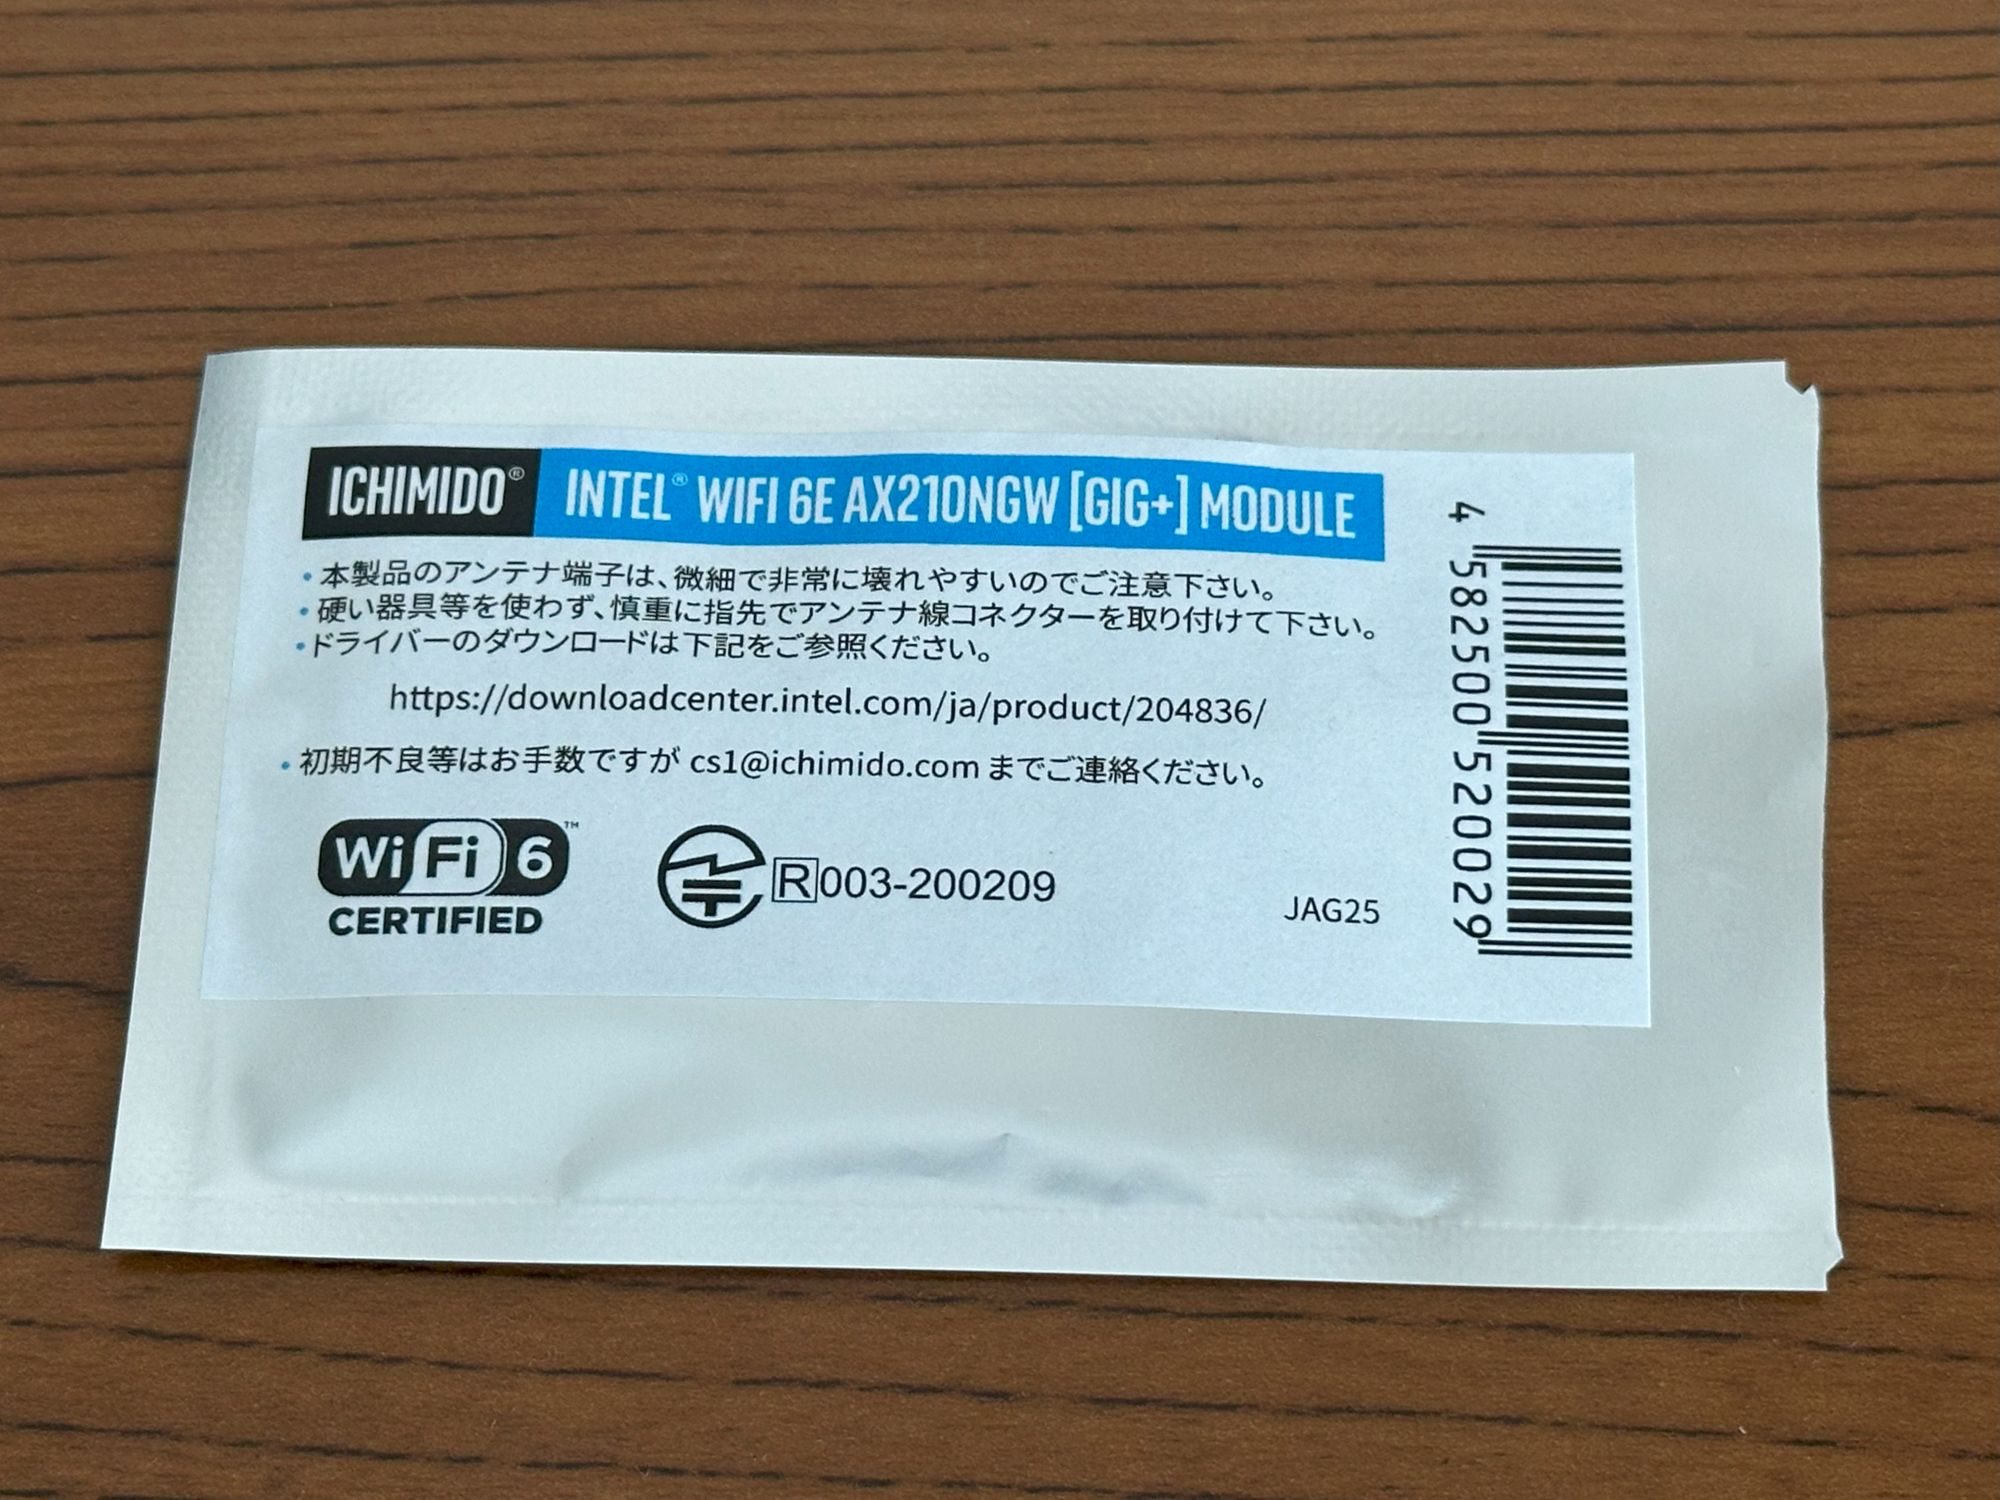 ICHIMIDO® INTEL® WIFI 6E AX210NGW [GIG+] MODULE
・本製品のアンテナ端子は、微細で非常に壊れやすいのでご注意下さい。
・硬い器具等を使わず、慎重に指先でアンテナ線コネクターを取り付けて下さい。
・ドライバーのダウンロードは下記をご参照ください。
https://downloadcenter.intel.com/ja/product/204836/
・初期不良等はお手数ですが cs1@ichimido.com までご連絡ください。
Wi Fi 6™
CERTIFIED
R 003-200209
JAG25
4 582500 520029